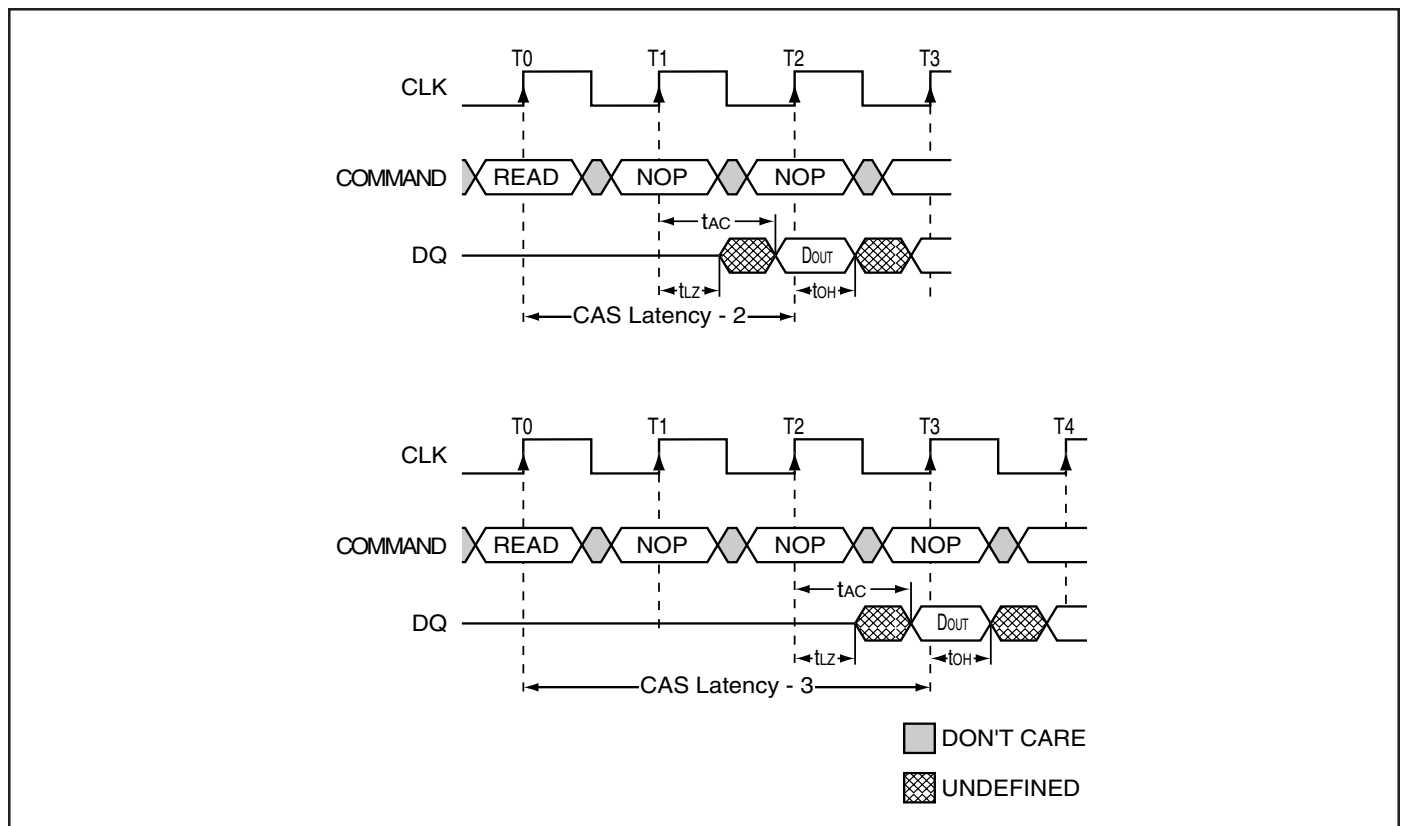 T0 T1 T2 T3
CLK
COMMAND READ NOP NOP
tAC
DQ DOUT
tLZ tOH
CAS Latency - 2
T0 T1 T2 T3 T4
CLK
COMMAND READ NOP NOP NOP
tAC
DQ DOUT
tLZ tOH
CAS Latency - 3
DON'T CARE
UNDEFINED